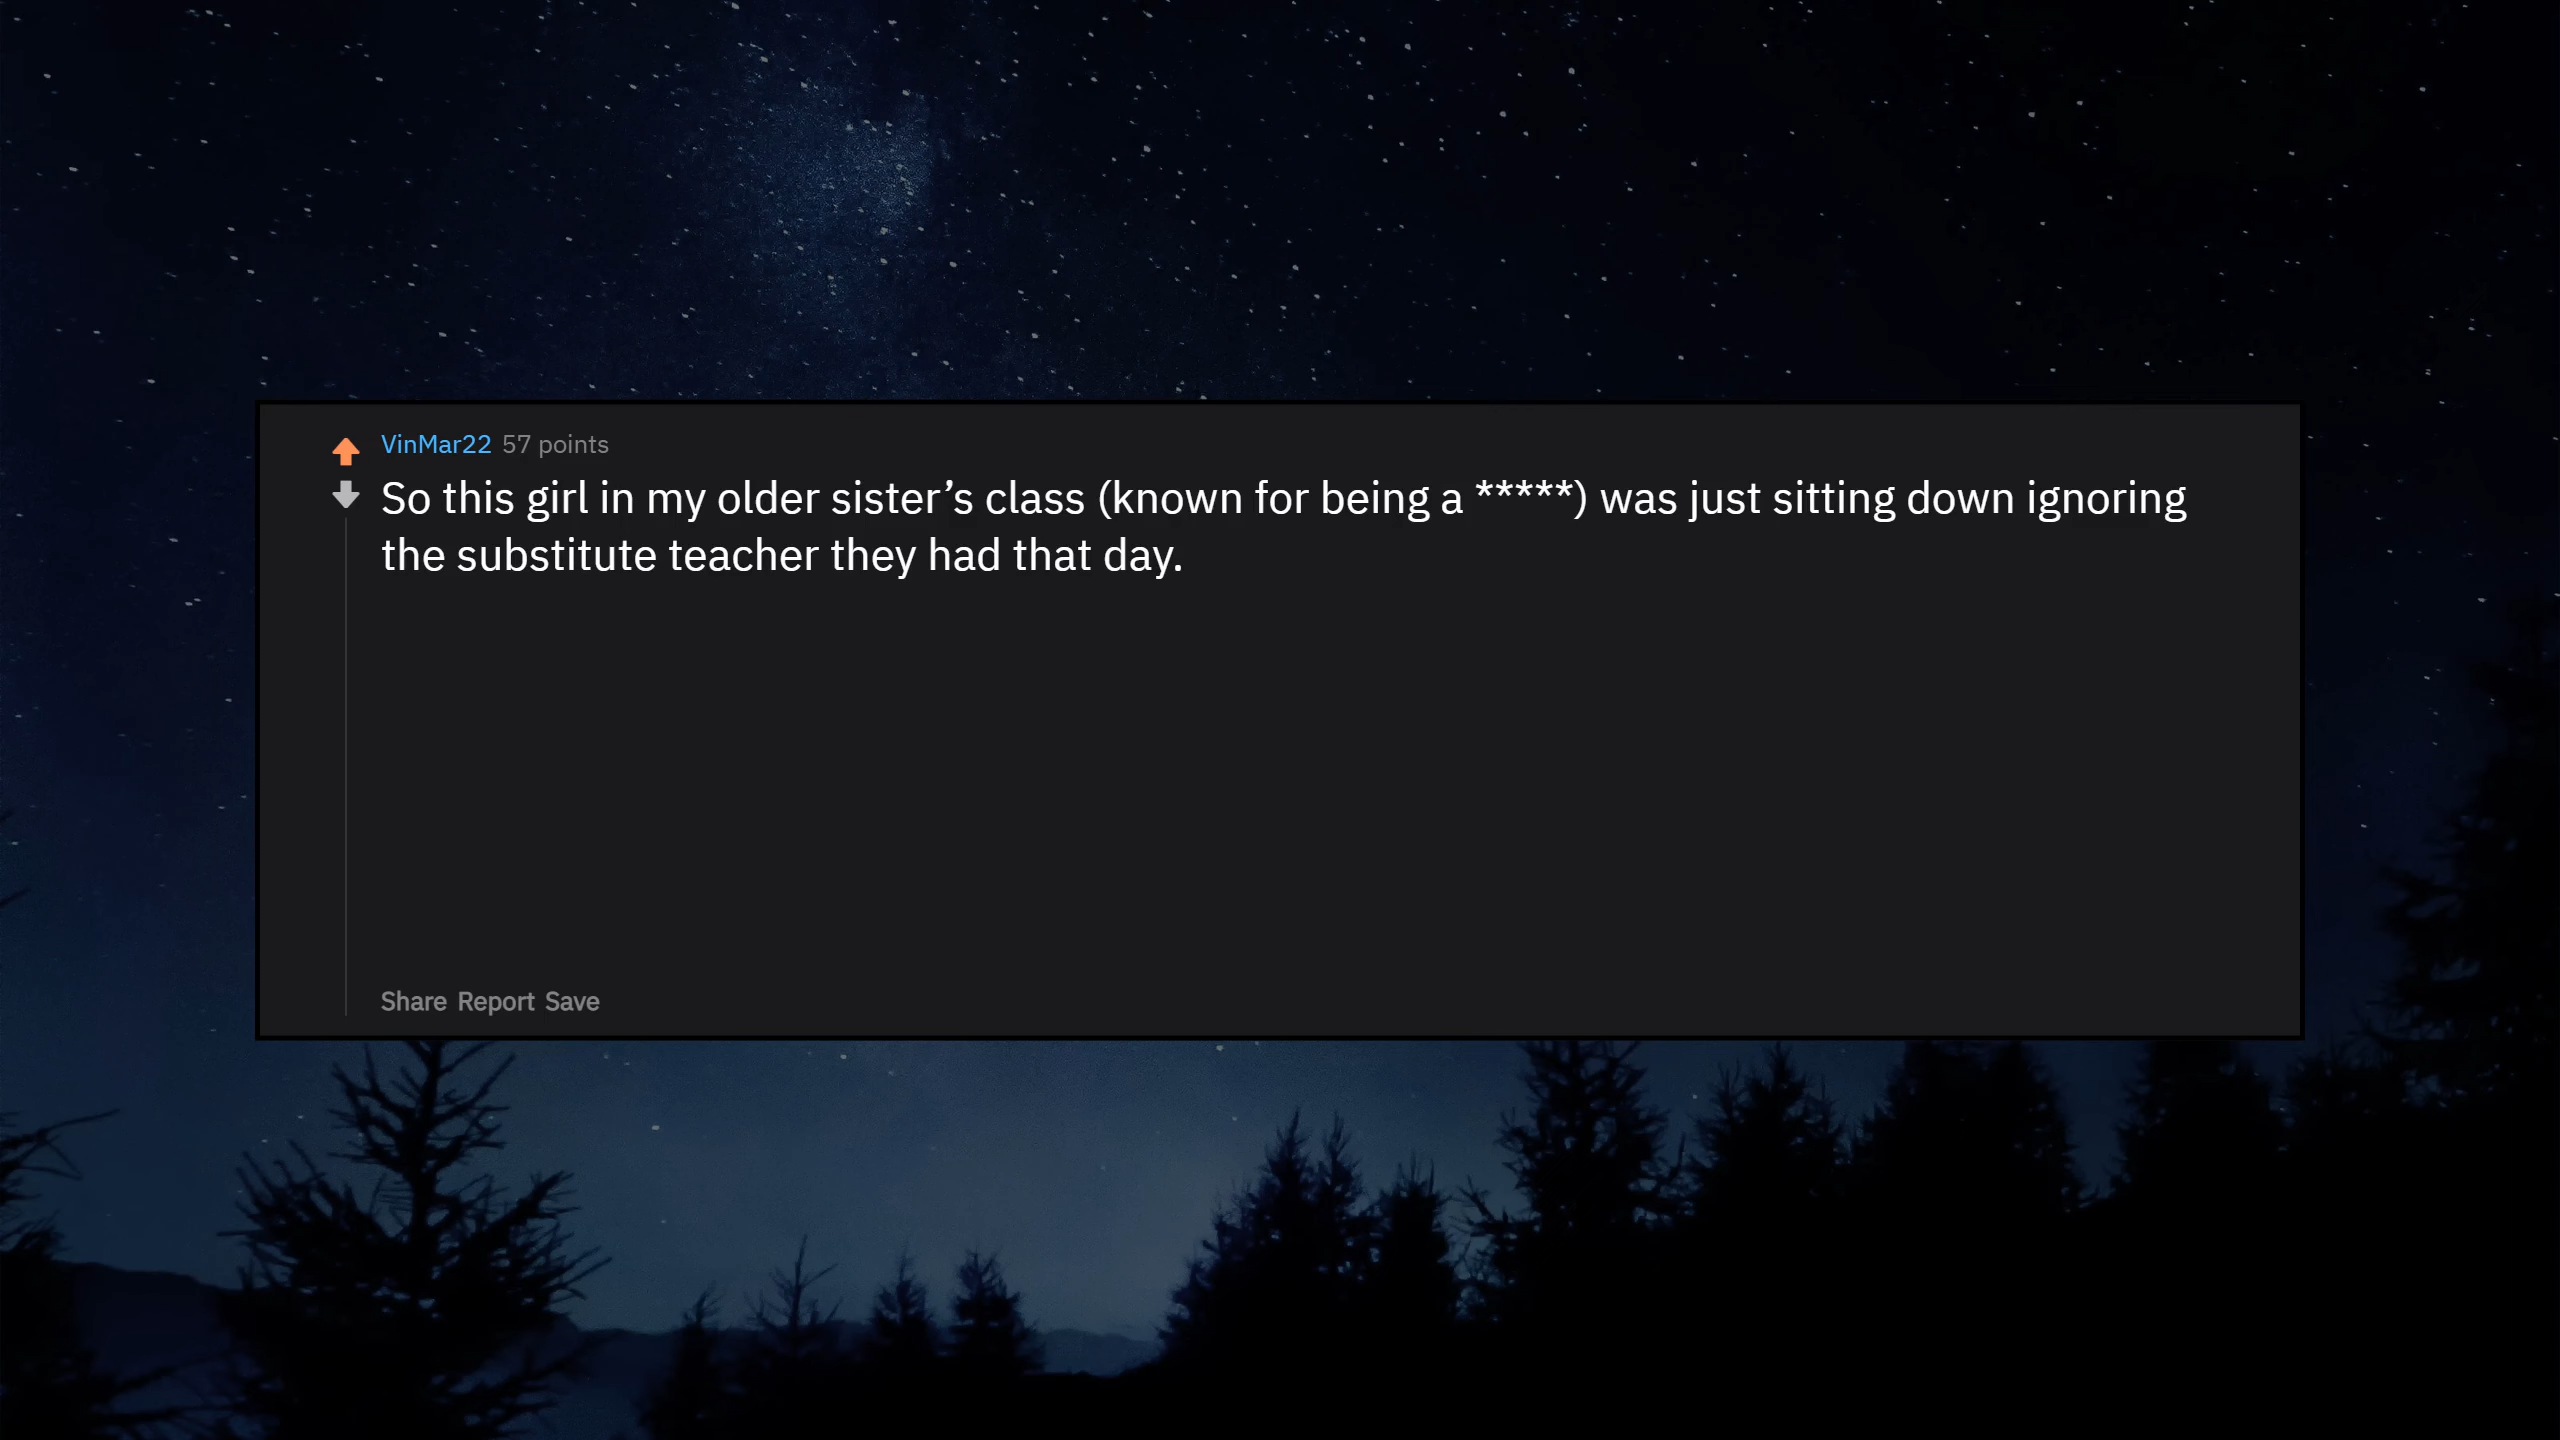 VinMar22 57 points
So this girl in my older sister’s class (known for being a *****) was just sitting down ignoring
the substitute teacher they had that day.
Share Report Save